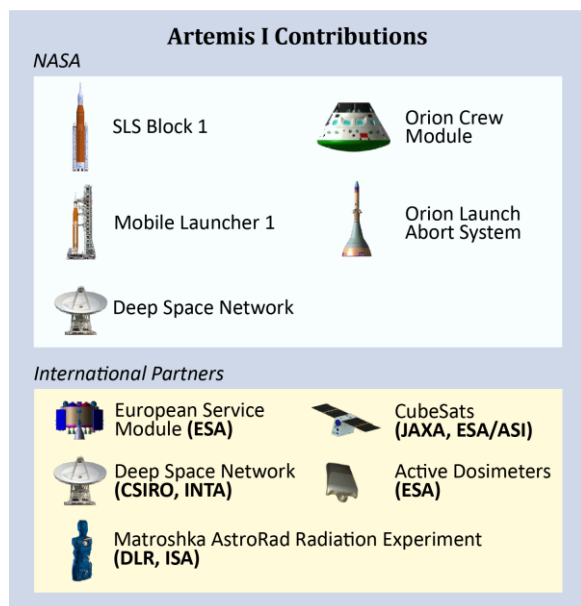 Artemis I Contributions
NASA
SLS Block 1
Orion Crew
Module
Mobile Launcher 1
Orion Launch
Abort System
Deep Space Network
International Partners
European Service
Module (ESA)
CubeSats
(JAXA, ESA/ASI)
Deep Space Network
(CSIRO, INTA)
Active Dosimeters
(ESA)
Matroshka AstroRad Radiation Experiment
(DLR, ISA)